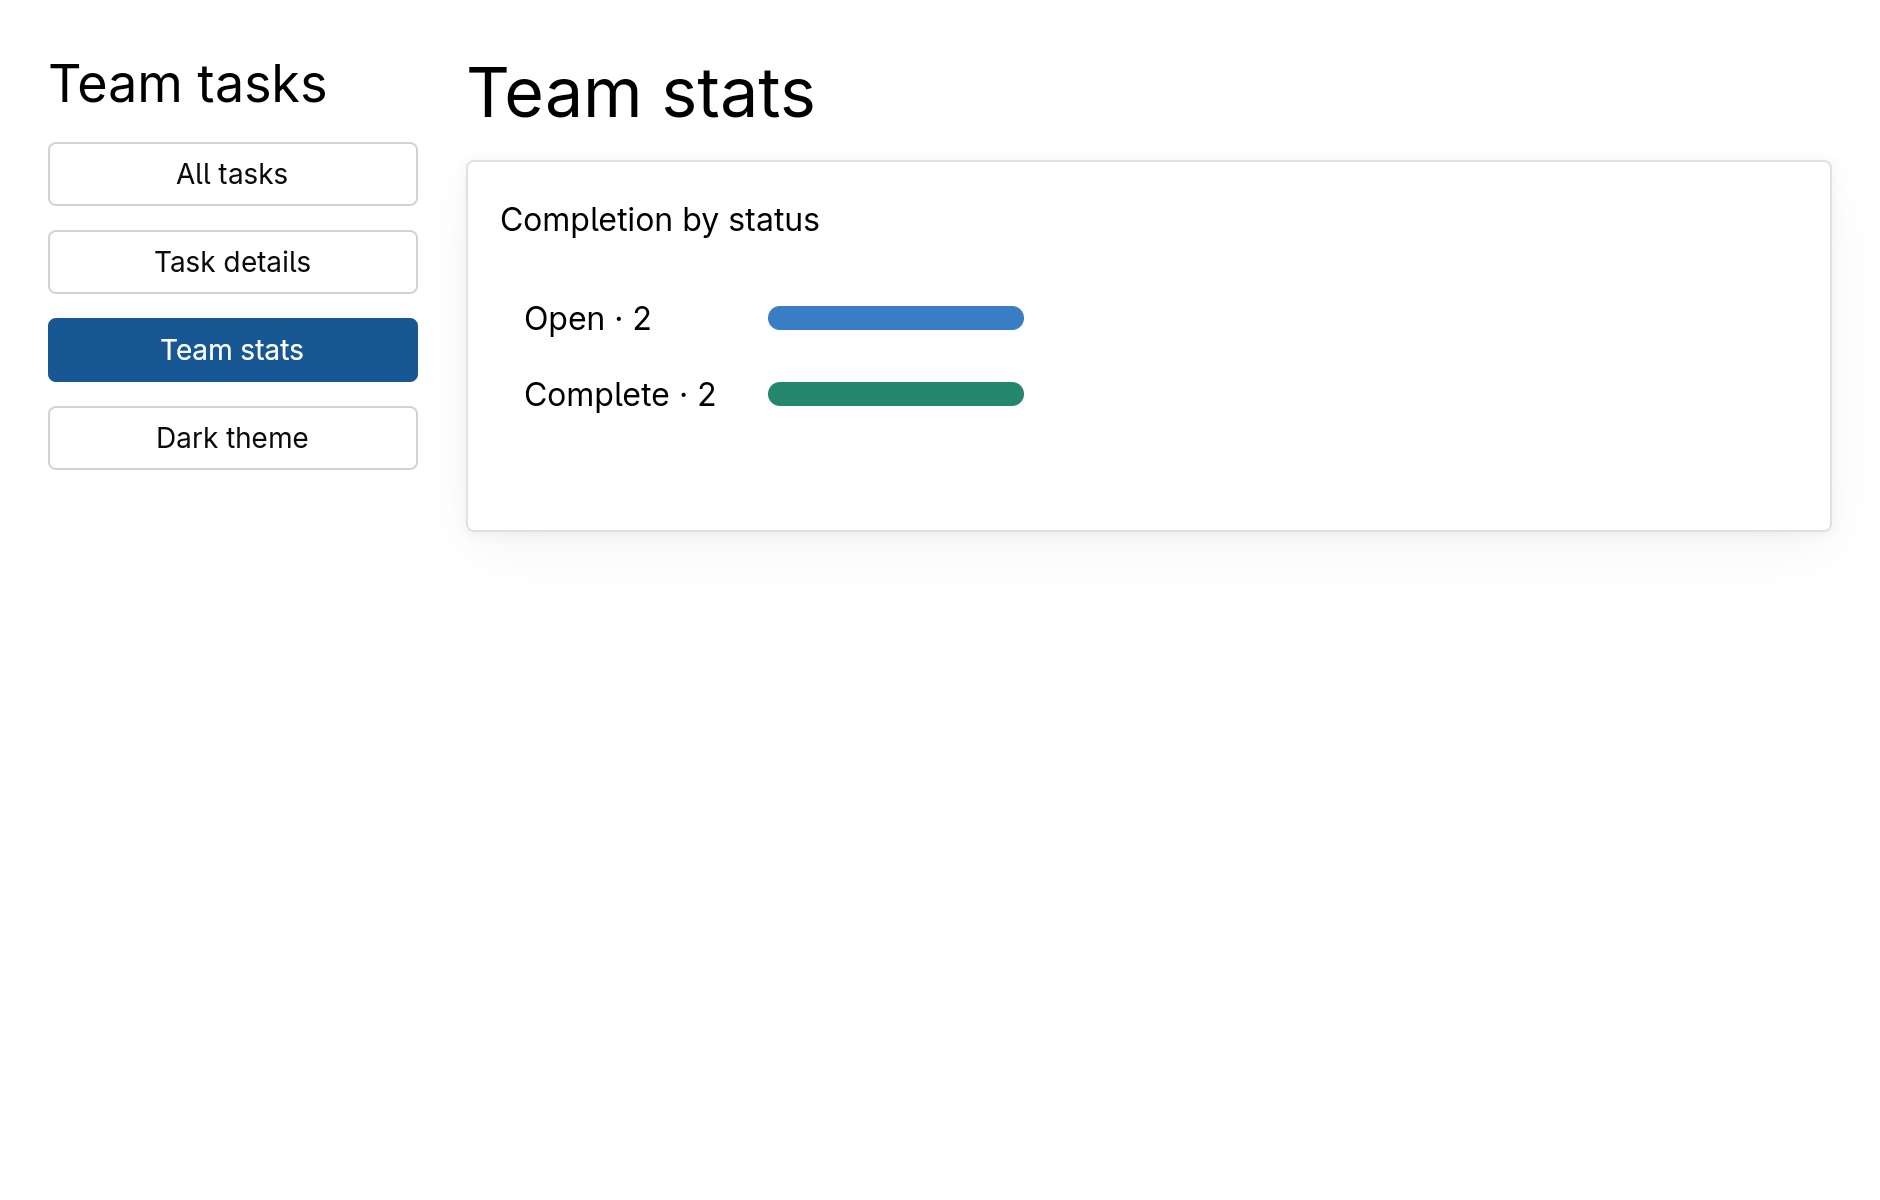 Team tasks
All tasks
Task details
Team stats
Dark theme
Team stats
Completion by status
Open · 2
Complete · 2